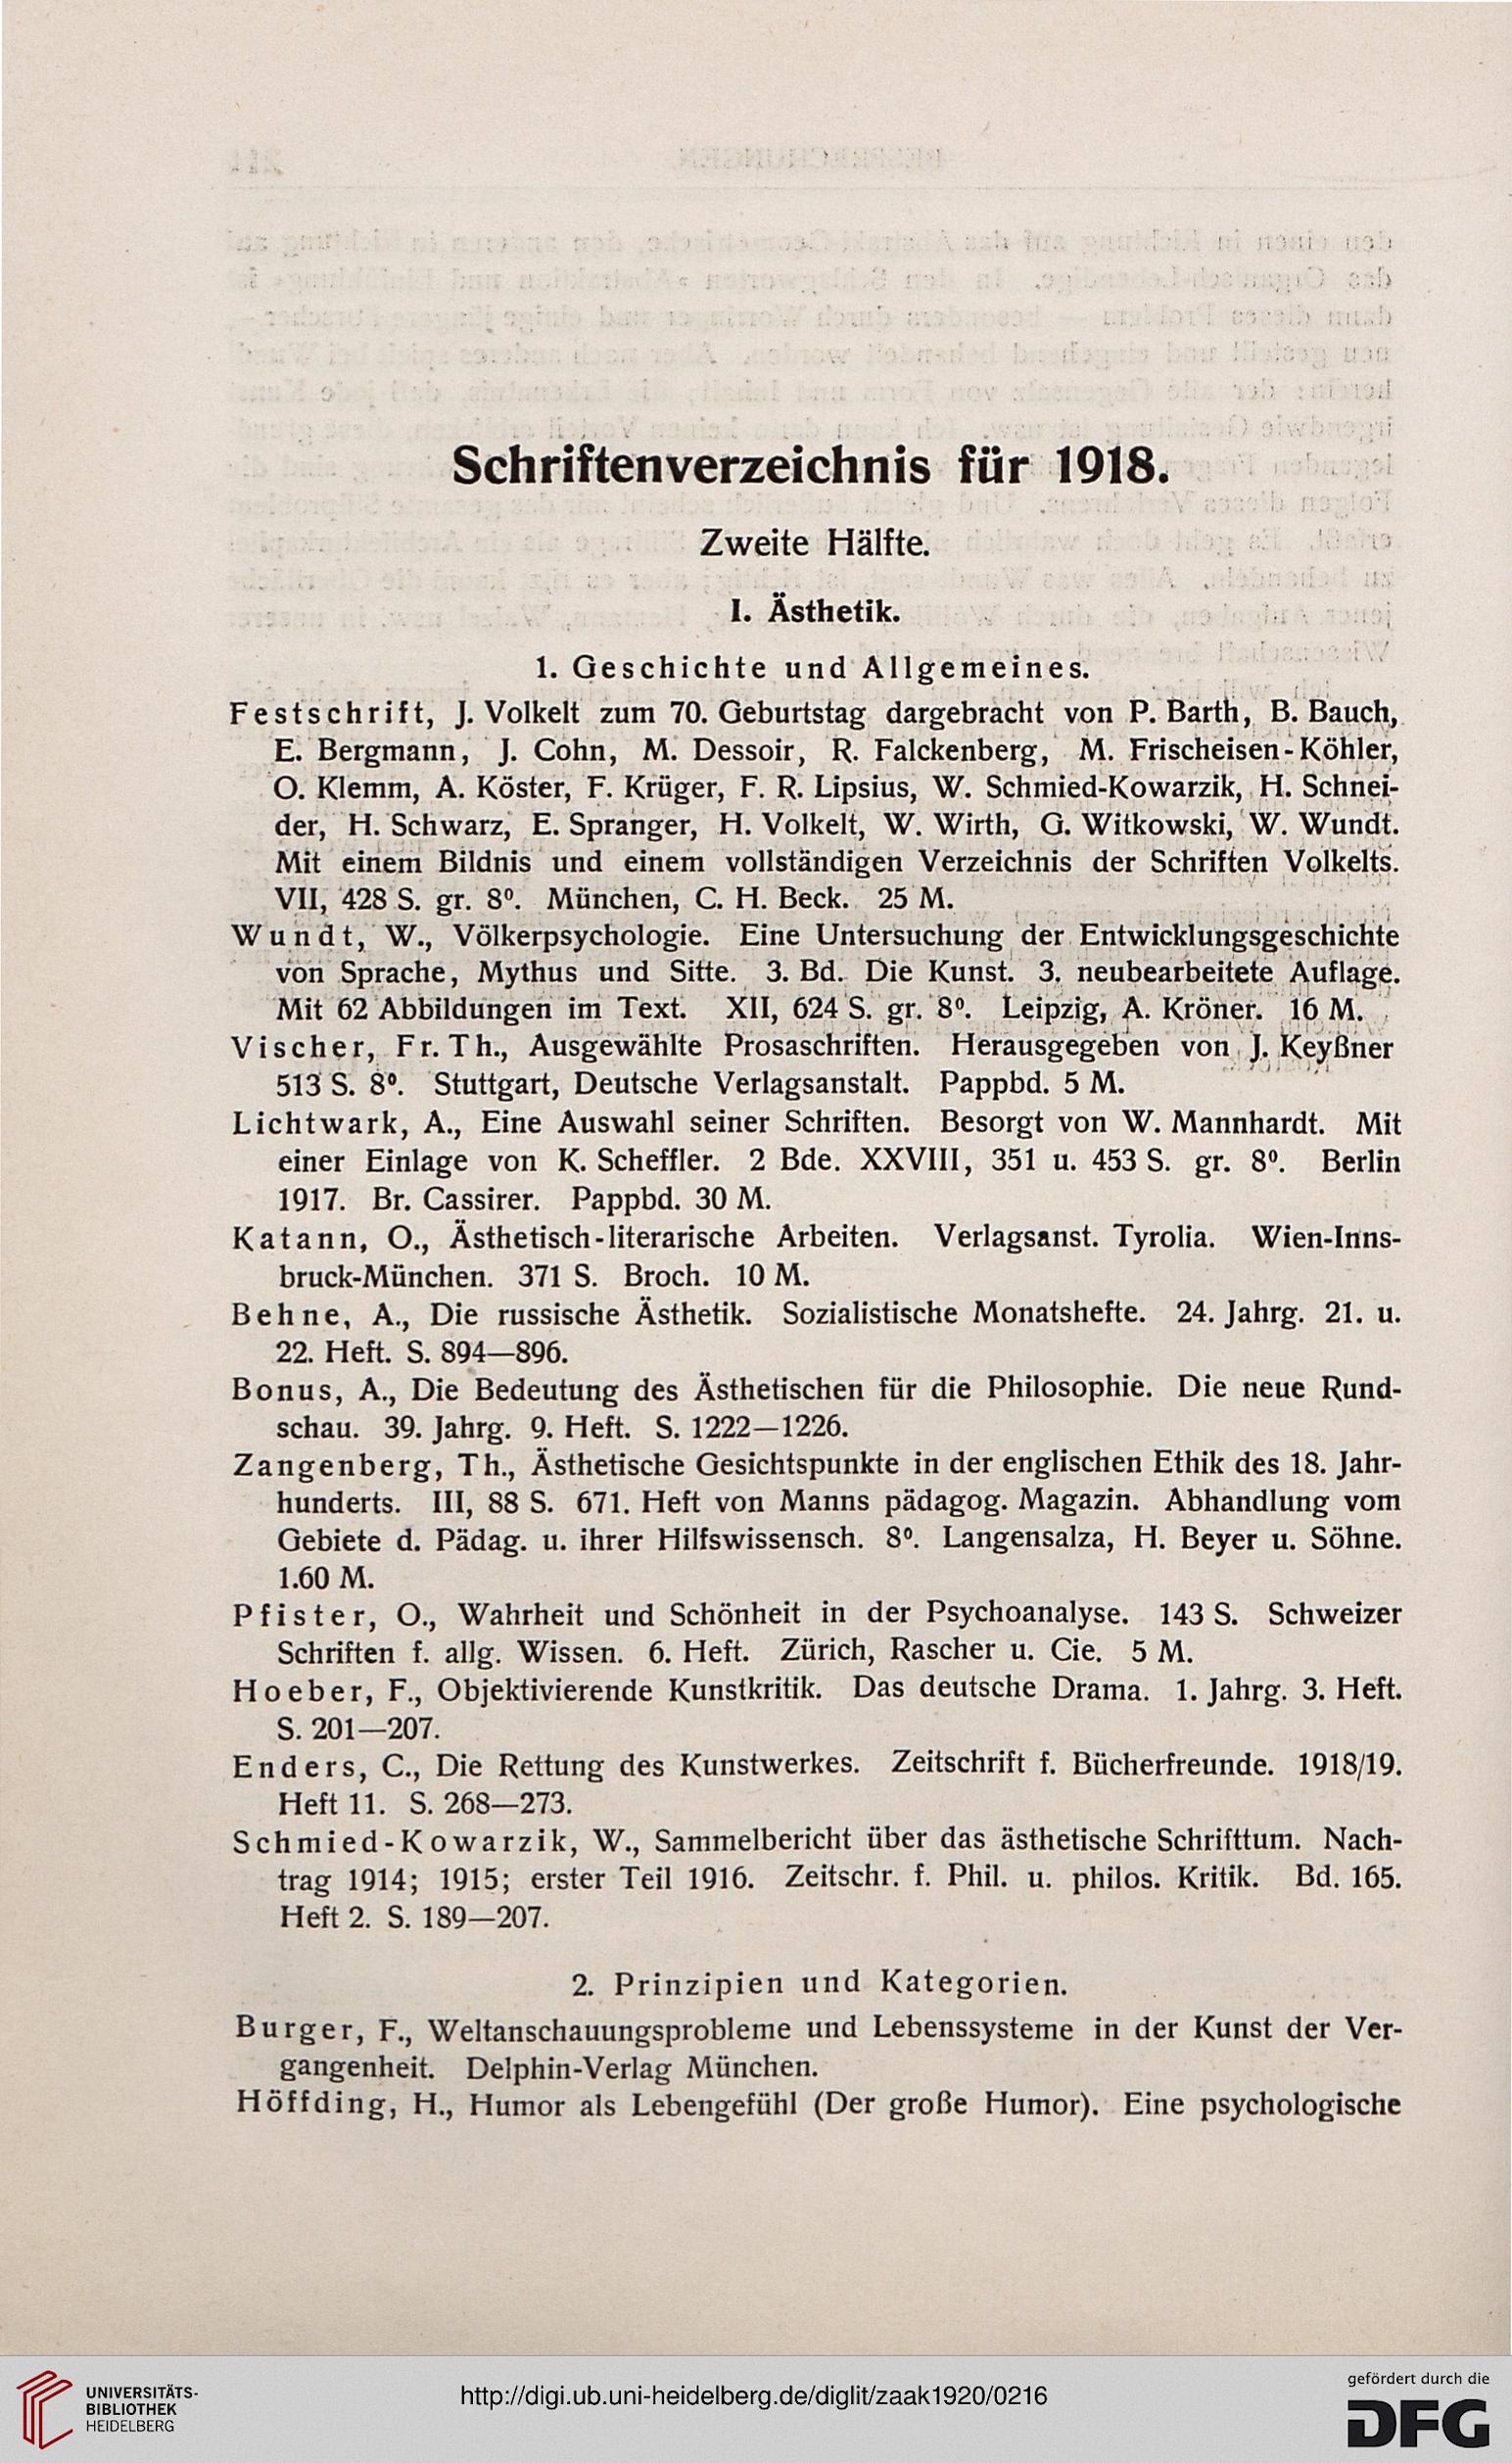 Schriftenverzeichnis für 1918.
Zweite Hälfte.
I. Ästhetik.
1. Geschichte und Allgemeines.
Festschrift, J. Volkelt zum 70. Geburtstag dargebracht von P. Barth, B. Bauch,
E. Bergmann, J. Cohn, M. Dessoir, R. Falckenberg, M. Frischeisen-Köhler,
O. Klemm, A. Köster, F. Krüger, F. R. Lipsius, W. Schmied-Kowarzik, H. Schnei-
der, H. Schwarz, E. Spranger, H. Volkelt, W. Wirth, G. Witkowski, W. Wundt.
Mit einem Bildnis und einem vollständigen Verzeichnis der Schriften Volkelts.
VII, 428 S. gr. 8⁰. München, C. H. Beck. 25 M.
Wundt, W., Völkerpsychologie. Eine Untersuchung der Entwicklungsgeschichte
von Sprache, Mythus und Sitte. 3. Bd. Die Kunst. 3. neubearbeitete Auflage.
Mit 62 Abbildungen im Text. XII, 624 S. gr. 8⁰. Leipzig, A. Kröner. 16 M.
Vischer, Fr. Th., Ausgewählte Prosaschriften. Herausgegeben von J. Keyßner
513 S. 8⁰. Stuttgart, Deutsche Verlagsanstalt. Pappbd. 5 M.
Lichtwark, A., Eine Auswahl seiner Schriften. Besorgt von W. Mannhardt. Mit
einer Einlage von K. Scheffler. 2 Bde. XXVIII, 351 u. 453 S. gr. 8⁰. Berlin
1917. Br. Cassirer. Pappbd. 30 M.
Katann, O., Ästhetisch-literarische Arbeiten. Verlagsanst. Tyrolia. Wien-Inns-
bruck-München. 371 S. Broch. 10 M.
Behne, A., Die russische Ästhetik. Sozialistische Monatshefte. 24. Jahrg. 21. u.
22. Heft. S. 894—896.
Bonus, A., Die Bedeutung des Ästhetischen für die Philosophie. Die neue Rund-
schau. 39. Jahrg. 9. Heft. S. 1222—1226.
Zangenberg, Th., Ästhetische Gesichtspunkte in der englischen Ethik des 18. Jahr-
hunderts. III, 88 S. 671. Heft von Manns pädagog. Magazin. Abhandlung vom
Gebiete d. Pädag. u. ihrer Hilfswissensch. 8⁰. Langensalza, H. Beyer u. Söhne.
1.60 M.
Pfister, O., Wahrheit und Schönheit in der Psychoanalyse. 143 S. Schweizer
Schriften f. allg. Wissen. 6. Heft. Zürich, Rascher u. Cie. 5 M.
Hoeber, F., Objektivierende Kunstkritik. Das deutsche Drama. 1. Jahrg. 3. Heft.
S. 201—207.
Enders, C., Die Rettung des Kunstwerkes. Zeitschrift f. Bücherfreunde. 1918/19.
Heft 11. S. 268—273.
Schmied-Kowarzik, W., Sammelbericht über das ästhetische Schrifttum. Nach-
trag 1914; 1915; erster Teil 1916. Zeitschr. f. Phil. u. philos. Kritik. Bd. 165.
Heft 2. S. 189—207.
2. Prinzipien und Kategorien.
Burger, F., Weltanschauungsprobleme und Lebenssysteme in der Kunst der Ver-
gangenheit. Delphin-Verlag München.
Höffding, H., Humor als Lebengefühl (Der große Humor). Eine psychologische
UNIVERSITÄTS-
BIBLIOTHEK
HEIDELBERG
http://digi.ub.uni-heidelberg.de/diglit/zaak1920/0216
gefördert durch die
DFG